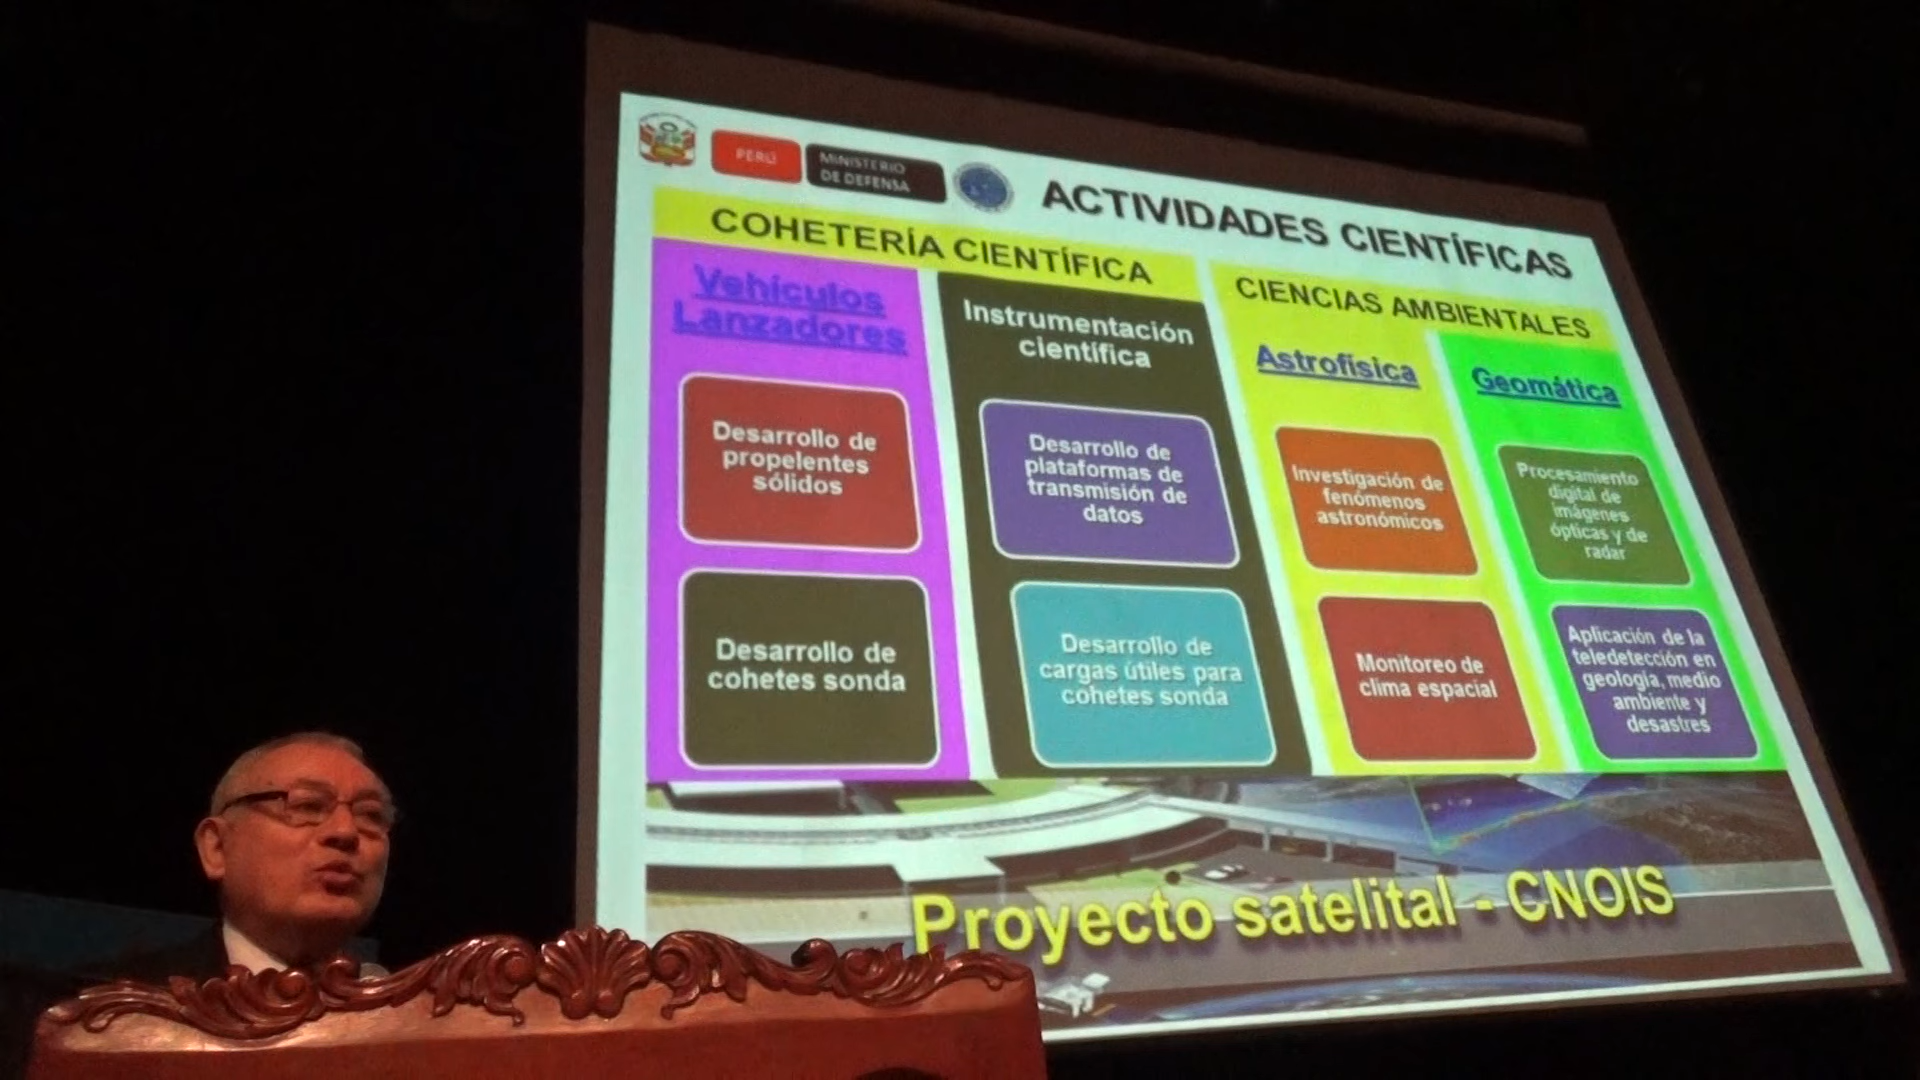 PERÚ
MINISTERIO
DE DEFENSA
ACTIVIDADES CIENTÍFICAS
COHETERÍA CIENTÍFICA
Vehículos
Lanzadores
Desarrollo de
propelentes
sólidos
Desarrollo de
cohetes sonda
Instrumentación
científica
Desarrollo de
plataformas de
transmisión de
datos
Desarrollo de
cargas útiles para
cohetes sonda
CIENCIAS AMBIENTALES
Astrofísica
Investigación de
fenómenos
astronómicos
Monitoreo de
clima espacial
Geomática
Procesamiento
digital de
imágenes
ópticas y de
radar
Aplicación de la
teledetección en
geología, medio
ambiente y
desastres
Proyecto satelital - CNOIS